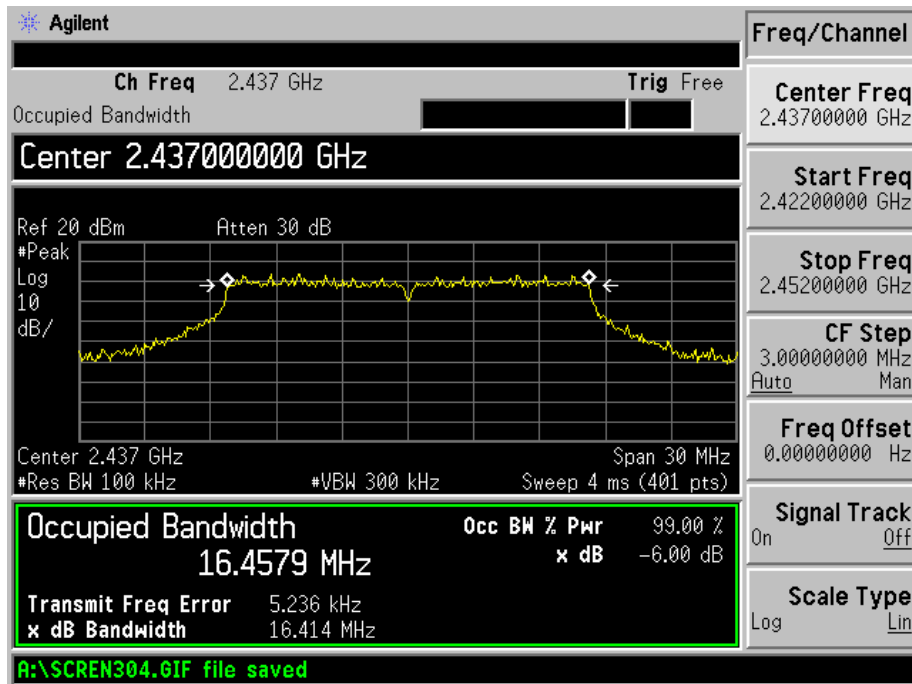 Agilent
Ch Freq 2.437 GHz Trig Free
Occupied Bandwidth
Center 2.437000000 GHz
Ref 20 dBm Atten 30 dB
#Peak
Log
10
dB/
Center 2.437 GHz Span 30 MHz
#Res BW 100 kHz #VBW 300 kHz Sweep 4 ms (401 pts)
Occupied Bandwidth
16.4579 MHz
Occ BW % Pwr 99.00 %
x dB -6.00 dB
Transmit Freq Error 5.236 kHz
x dB Bandwidth 16.414 MHz
A:\SCREN304.GIF file saved
Freq/Channel
Center Freq
2.43700000 GHz
Start Freq
2.42200000 GHz
Stop Freq
2.45200000 GHz
CF Step
3.00000000 MHz
Auto Man
Freq Offset
0.00000000 Hz
Signal Track
On Off
Scale Type
Log Lin